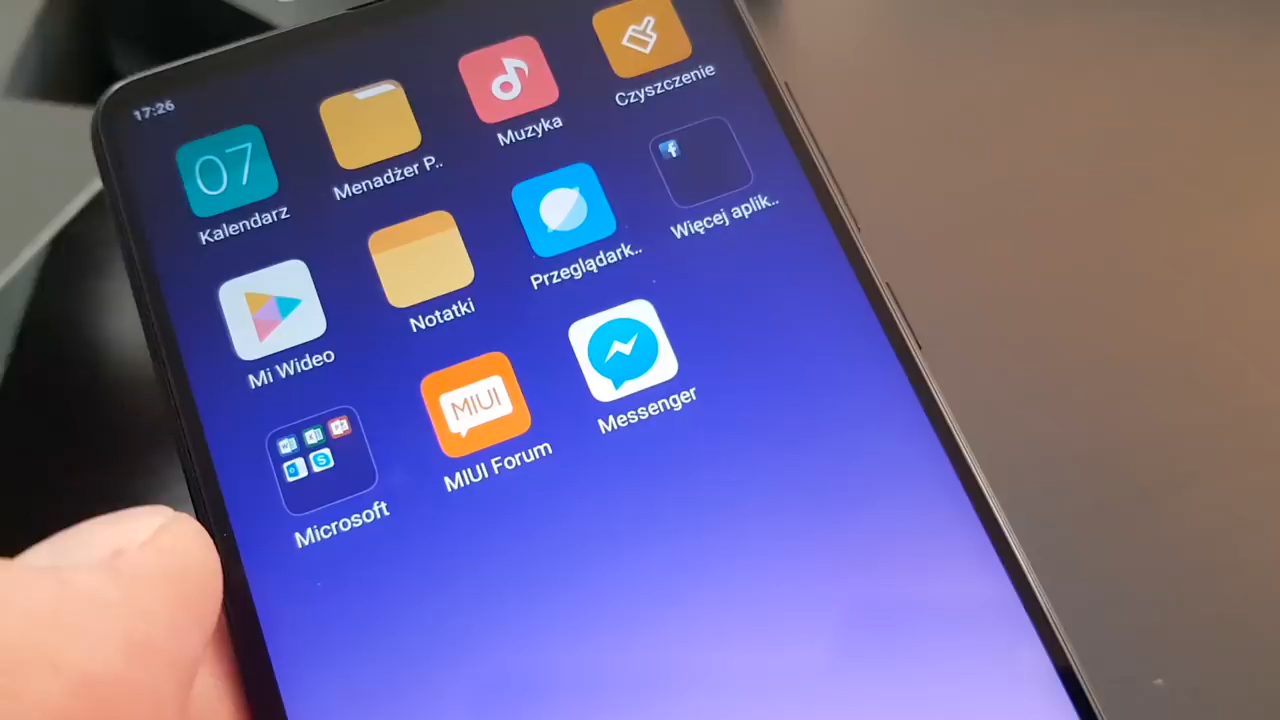 17:26
07
Kalendarz
Menadżer P..
Muzyka
Czyszczenie
Mi Wideo
Notatki
Przeglądark..
f
Więcej aplik..
Microsoft
MIUI
MIUI Forum
Messenger